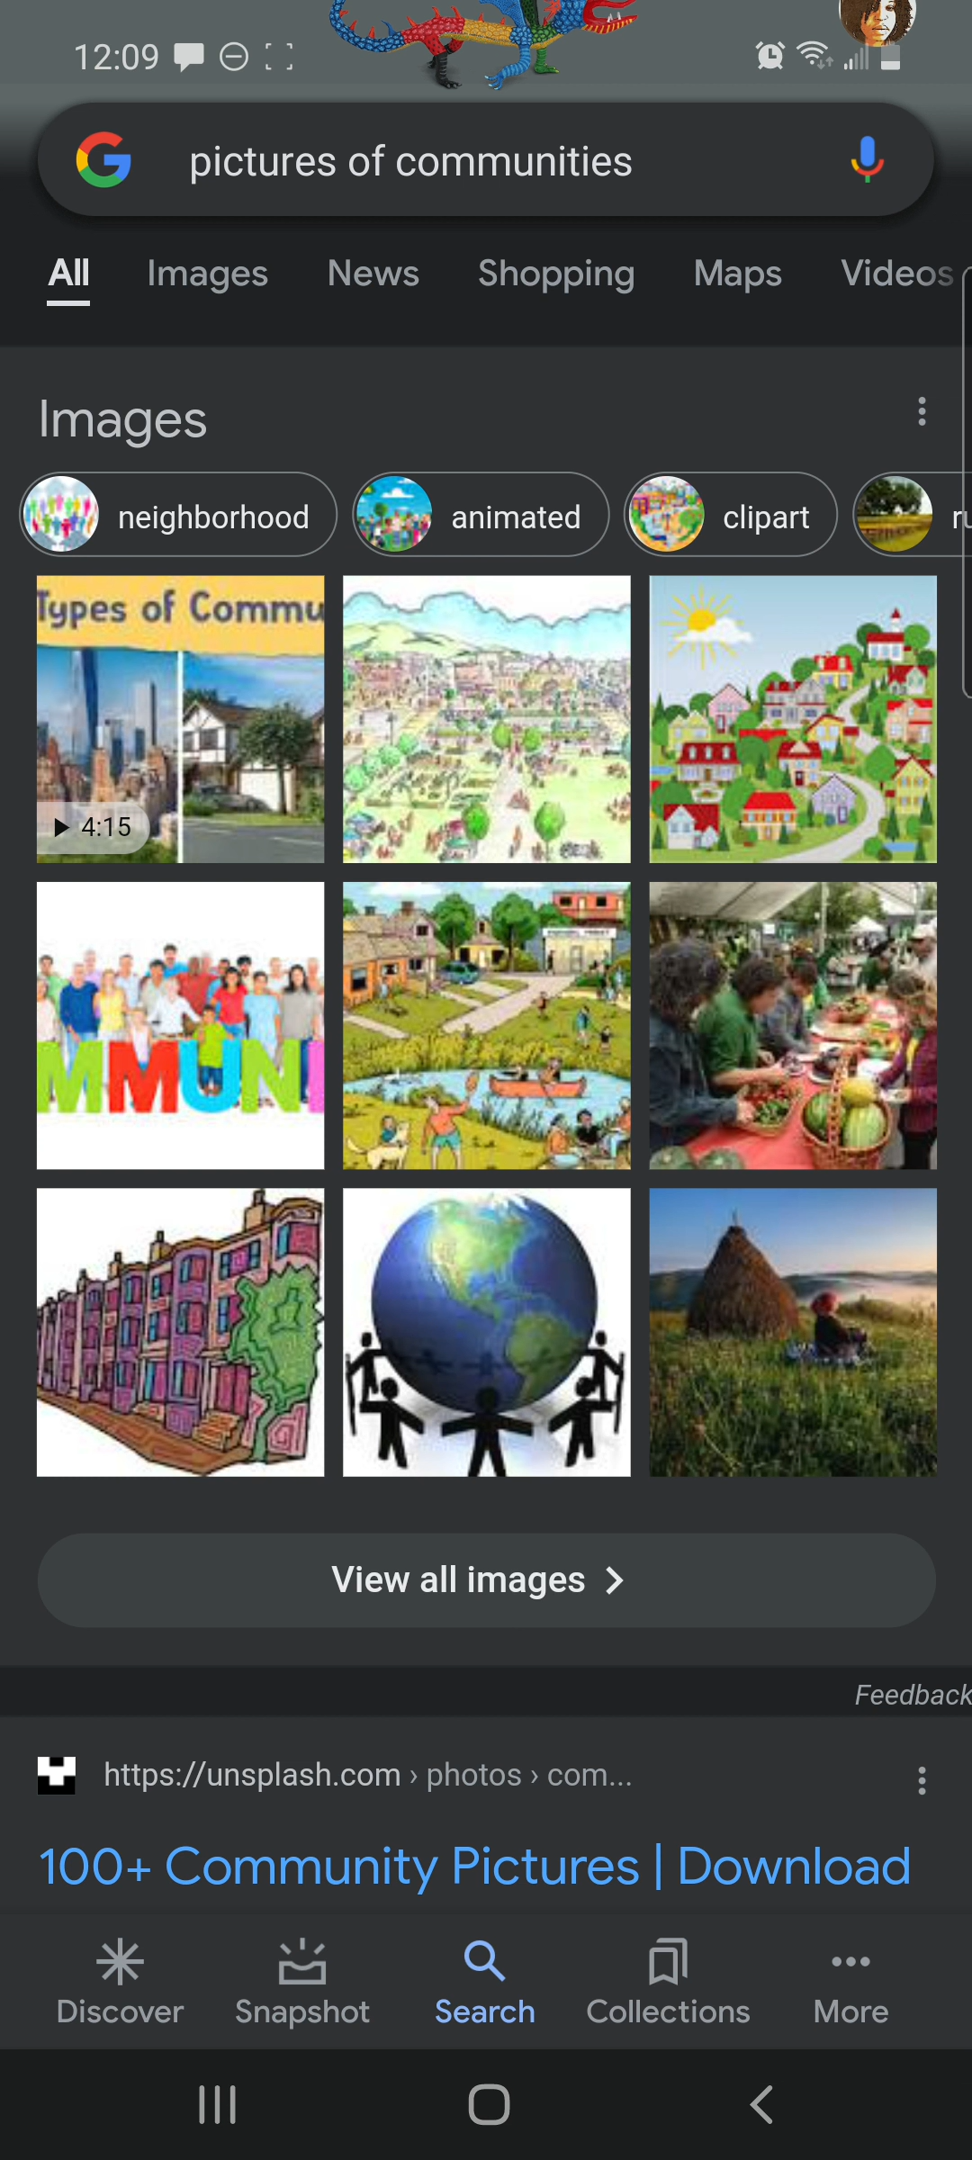 12:09
pictures of communities
All Images News Shopping Maps Videos
Images
neighborhood animated clipart ru
Types of Commu
4:15
MMUNI
View all images
Feedback
https://unsplash.com › photos › com...
100+ Community Pictures | Download
Discover Snapshot Search Collections More